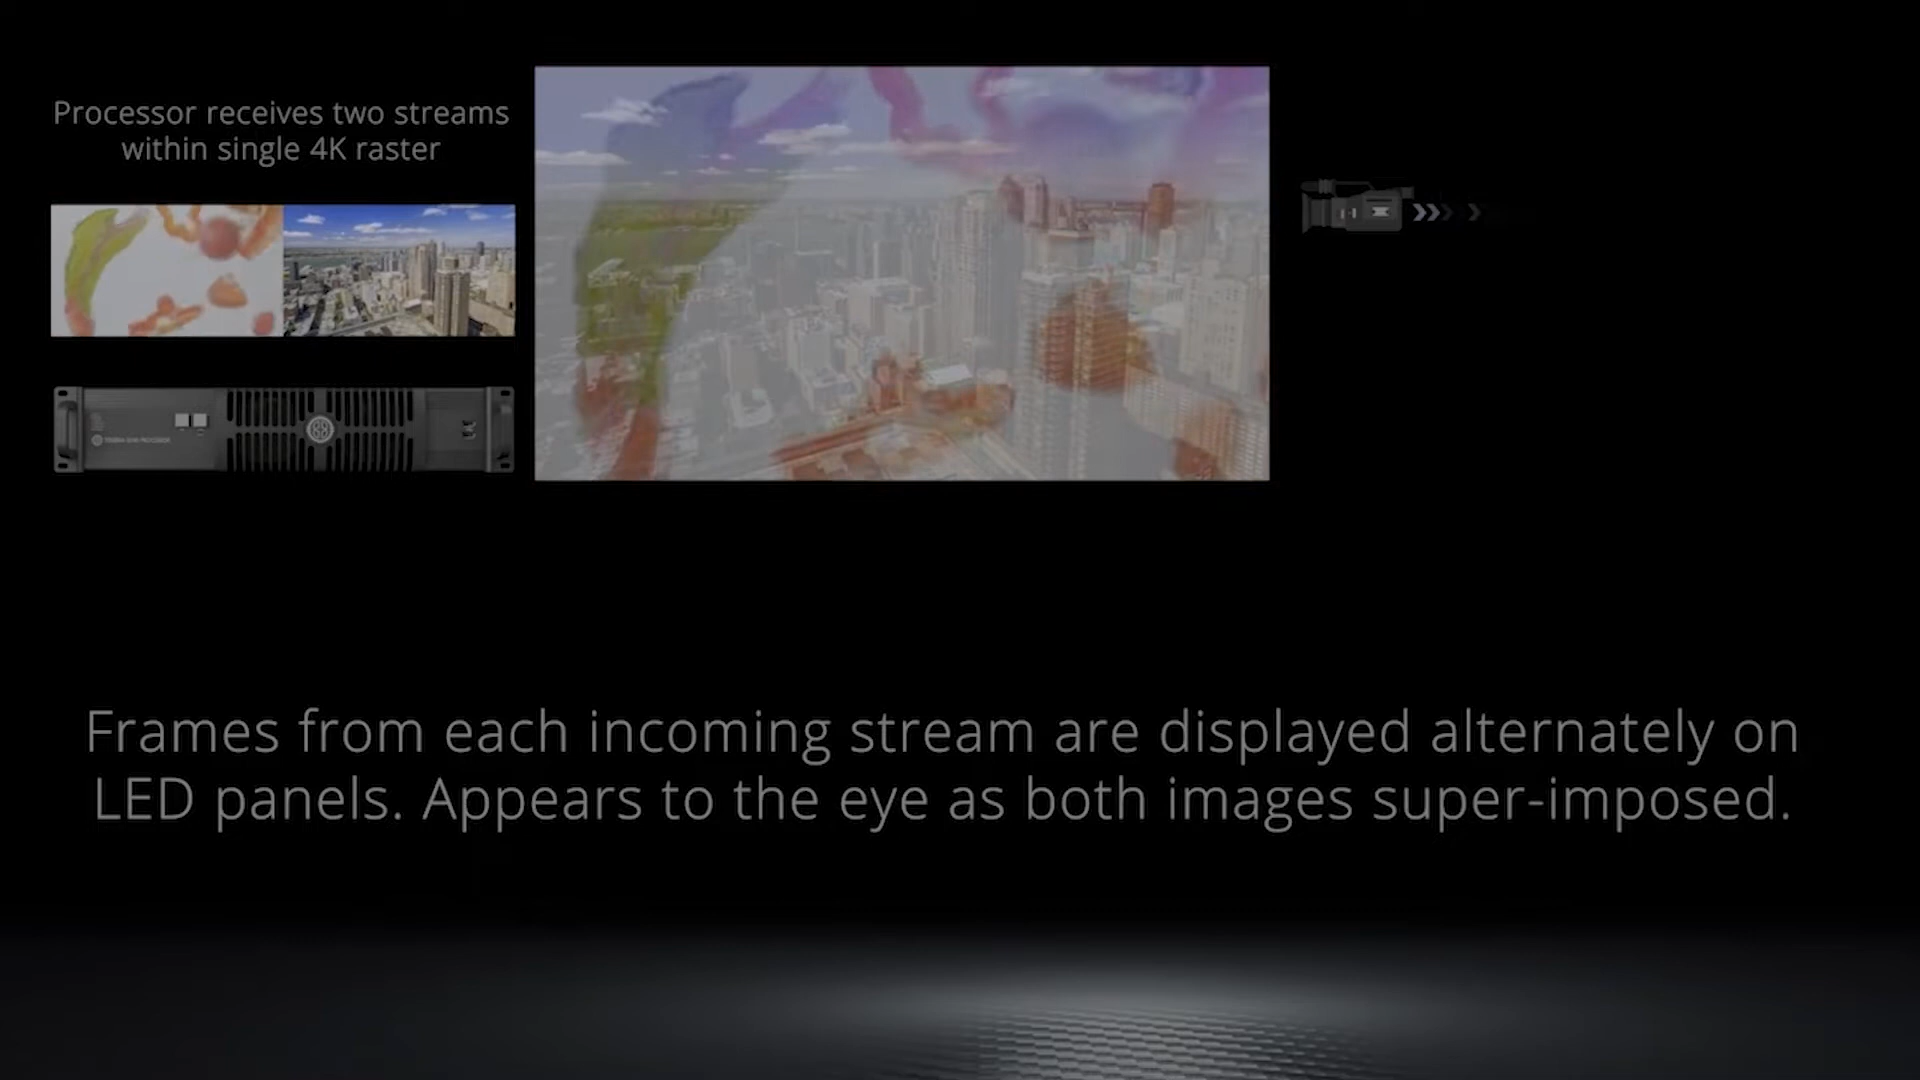 Processor receives two streams
within single 4K raster
Frames from each incoming stream are displayed alternately on
LED panels. Appears to the eye as both images super-imposed.